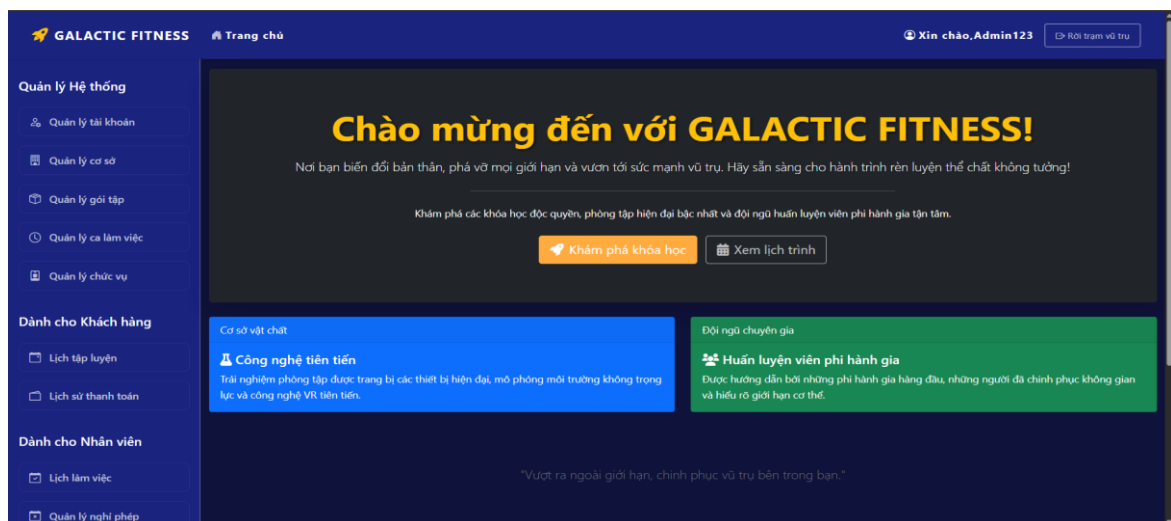 GALACTIC FITNESS
Trang chủ
Xin chào,Admin123
Rời trạm vũ trụ
Quản lý Hệ thống
Quản lý tài khoản
Quản lý cơ sở
Quản lý gói tập
Quản lý ca làm việc
Quản lý chức vụ
Dành cho Khách hàng
Lịch tập luyện
Lịch sử thanh toán
Dành cho Nhân viên
Lịch làm việc
Quản lý nghỉ phép
Chào mừng đến với GALACTIC FITNESS!
Nơi bạn biến đổi bản thân, phá vỡ mọi giới hạn và vươn tới sức mạnh vũ trụ. Hãy sẵn sàng cho hành trình rèn luyện thể chất không tưởng!
Khám phá các khóa học độc quyền, phòng tập hiện đại bậc nhất và đội ngũ huấn luyện viên phi hành gia tận tâm.
Khám phá khóa học
Xem lịch trình
Cơ sở vật chất
Công nghệ tiên tiến
Trải nghiệm phòng tập được trang bị các thiết bị hiện đại, mô phỏng môi trường không trọng
lực và công nghệ VR tiên tiến.
Đội ngũ chuyên gia
Huấn luyện viên phi hành gia
Được hướng dẫn bởi những phi hành gia hàng đầu, những người đã chinh phục không gian
và hiểu rõ giới hạn cơ thể.
"Vượt ra ngoài giới hạn, chinh phục vũ trụ bên trong bạn."